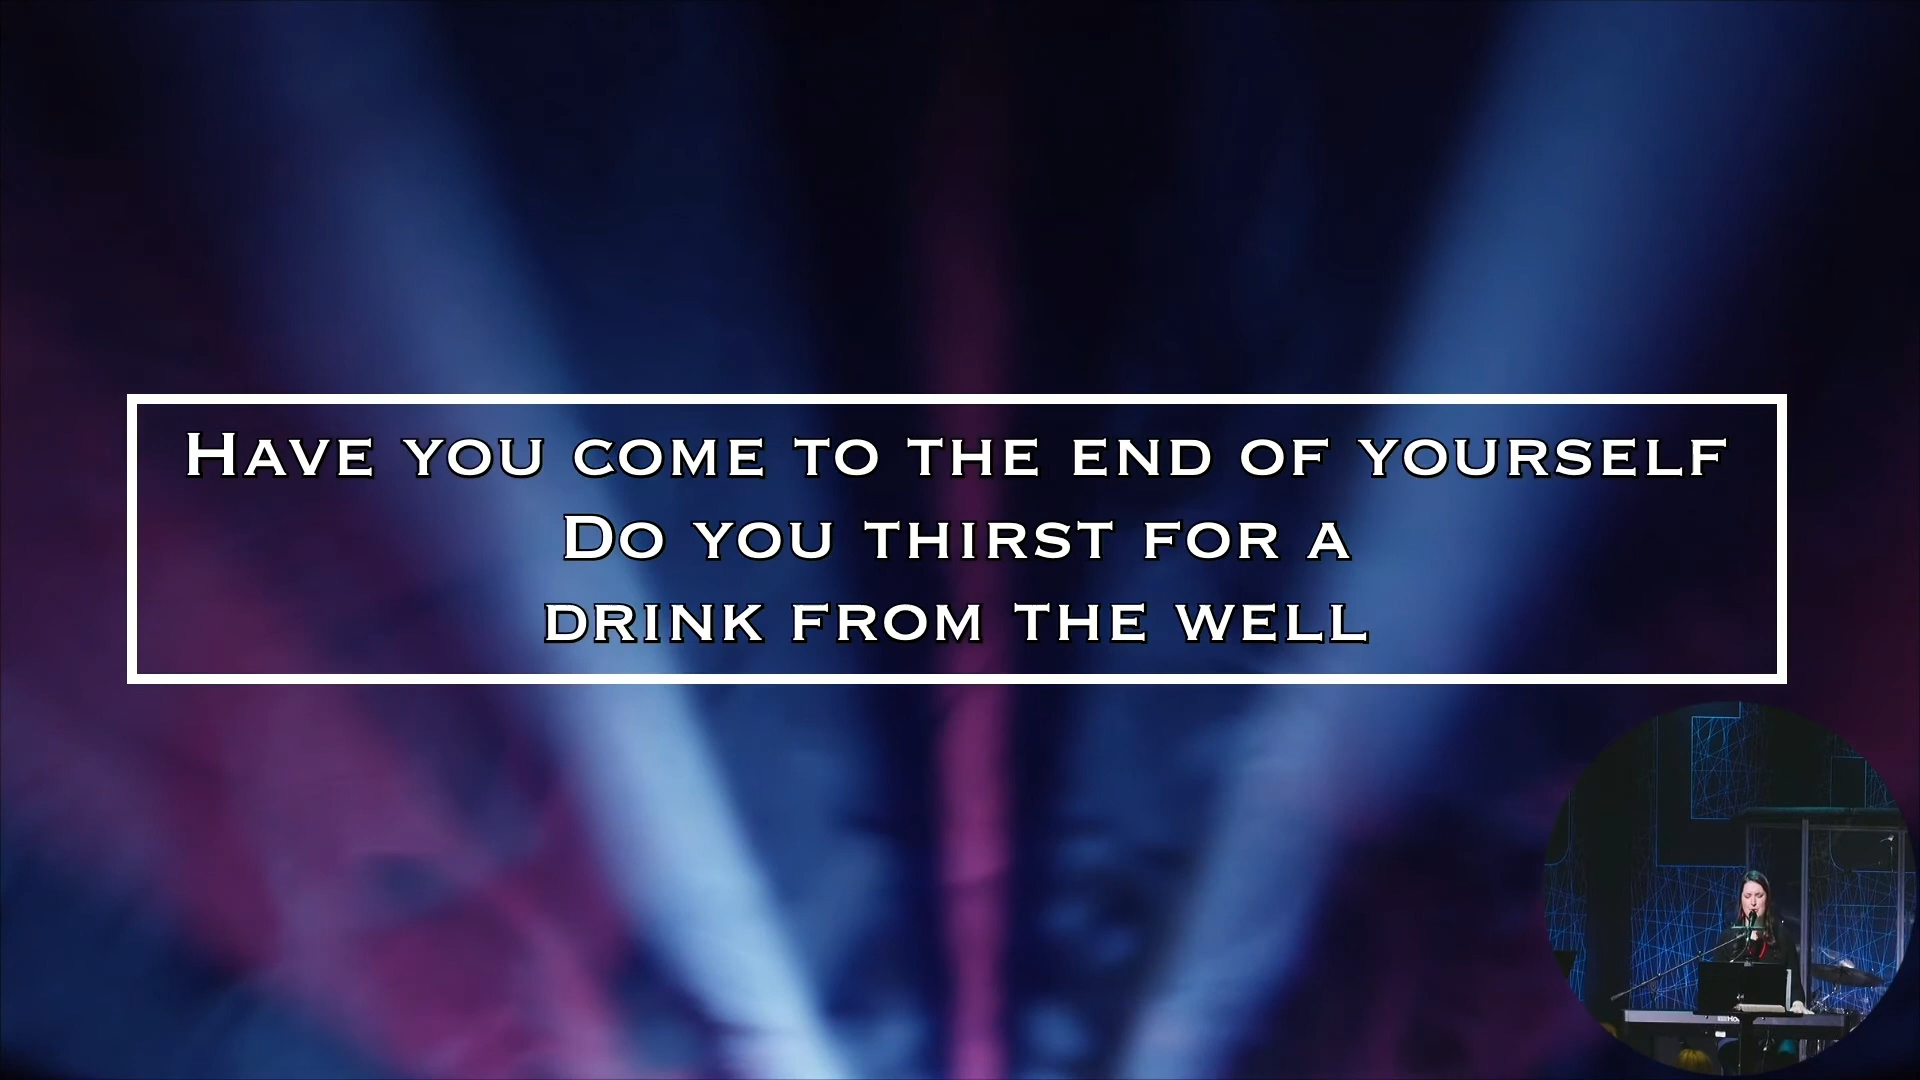 Have you come to the end of yourself
Do you thirst for a
drink from the well